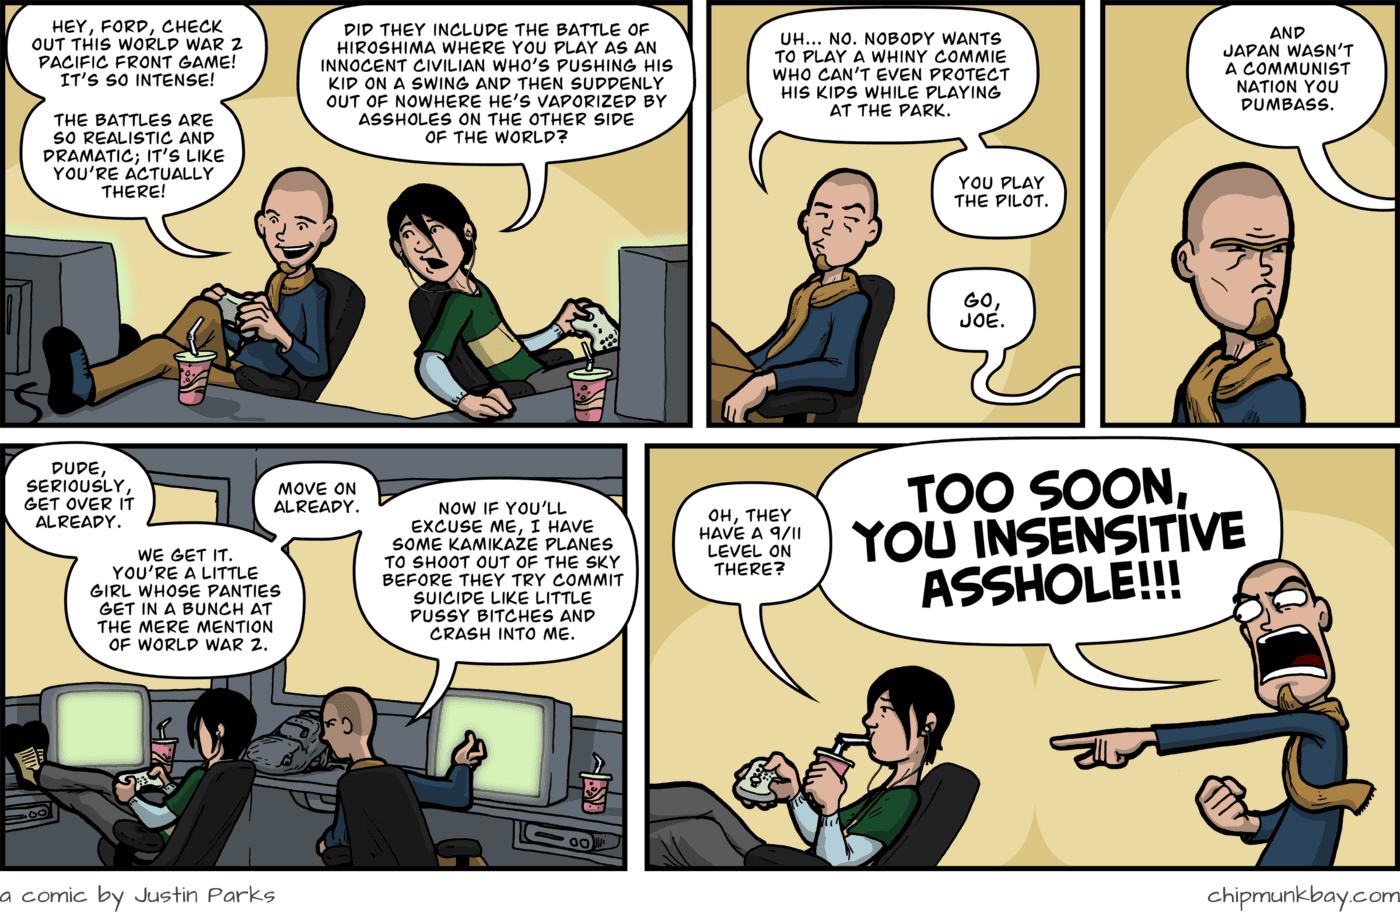 HEY, FORD, CHECK
OUT THIS WORLD WAR 2
PACIFIC FRONT GAME!
IT'S SO INTENSE!
THE BATTLES ARE
SO REALISTIC AND
DRAMATIC; IT'S LIKE
YOU'RE ACTUALLY
THERE!
DID THEY INCLUDE THE BATTLE OF
HIROSHIMA WHERE YOU PLAY AS AN
INNOCENT CIVILIAN WHO'S PUSHING HIS
KID ON A SWING AND THEN SUDDENLY
OUT OF NOWHERE HE'S VAPORIZED BY
ASSHOLES ON THE OTHER SIDE
OF THE WORLD?
UH... NO. NOBODY WANTS
TO PLAY A WHINY COMMIE
WHO CAN'T EVEN PROTECT
HIS KIDS WHILE PLAYING
AT THE PARK.
YOU PLAY
THE PILOT.
GO,
JOE.
AND
JAPAN WASN'T
A COMMUNIST
NATION YOU
DUMBASS.
DUDE,
SERIOUSLY,
GET OVER IT
ALREADY.
WE GET IT.
YOU'RE A LITTLE
GIRL WHOSE PANTIES
GET IN A BUNCH AT
THE MERE MENTION
OF WORLD WAR 2.
MOVE ON
ALREADY.
NOW IF YOU'LL
EXCUSE ME, I HAVE
SOME KAMIKAZE PLANES
TO SHOOT OUT OF THE SKY
BEFORE THEY TRY COMMIT
SUICIDE LIKE LITTLE
PUSSY BITCHES AND
CRASH INTO ME.
OH, THEY
HAVE A 9/11
LEVEL ON
THERE?
TOO SOON,
YOU INSENSITIVE
ASSHOLE!!!
a comic by Justin Parks
chipmunkbay.com